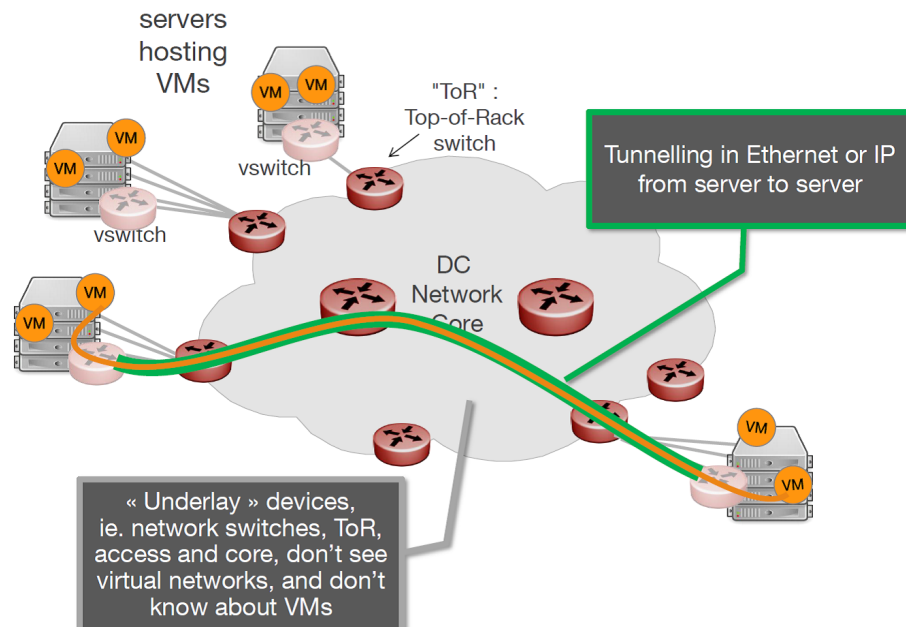 servers
hosting
VMs
VM
VM
"ToR" :
Top-of-Rack
switch
vswitch
VM
VM
vswitch
Tunnelling in Ethernet or IP
from server to server
DC
Network
Core
VM
VM
VM
VM
« Underlay » devices,
ie. network switches, ToR,
access and core, don't see
virtual networks, and don't
know about VMs